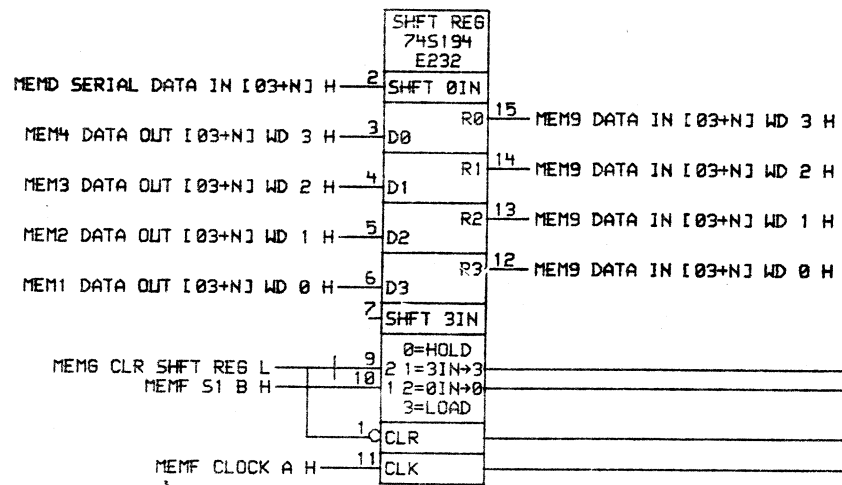 SHFT REG
74S194
E232
MEMD SERIAL DATA IN [03+N] H 2 SHFT 0IN
R0 15 MEM9 DATA IN [03+N] WD 3 H
MEM4 DATA OUT [03+N] WD 3 H 3 D0
R1 14 MEM9 DATA IN [03+N] WD 2 H
MEM3 DATA OUT [03+N] WD 2 H 4 D1
R2 13 MEM9 DATA IN [03+N] WD 1 H
MEM2 DATA OUT [03+N] WD 1 H 5 D2
R3 12 MEM9 DATA IN [03+N] WD 0 H
MEM1 DATA OUT [03+N] WD 0 H 6 D3
7 SHFT 3IN
0=HOLD
MEM6 CLR SHFT REG L 9 2 1=3IN→3
MEMF S1 B H 10 1 2=0IN→0
3=LOAD
1 CLR
MEMF CLOCK A H 11 CLK